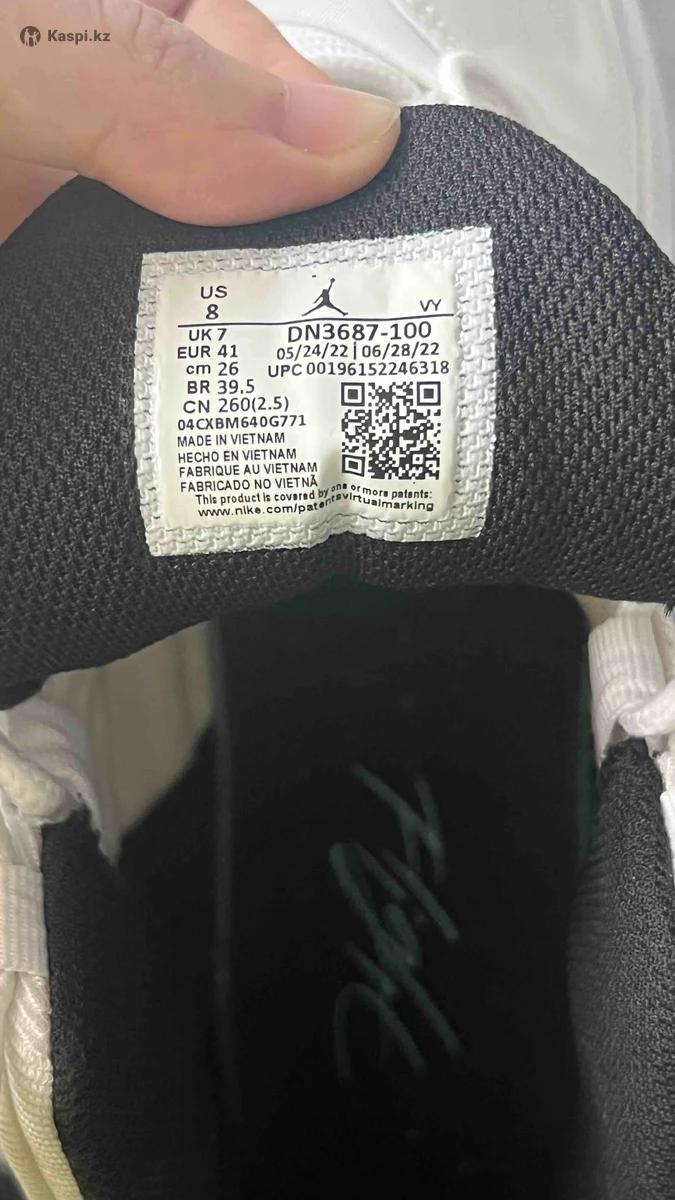 Kaspi.kz
US
8
VY
UK 7
DN3687-100
EUR 41
05/24/22 | 06/28/22
cm 26
UPC 00196152246318
BR 39.5
CN 260(2.5)
04CXBM640G771
MADE IN VIETNAM
HECHO EN VIETNAM
FABRIQUE AU VIETNAM
FABRICADO NO VIETNÃ
This product is covered by one or more patents:
www.nike.com/patentsvirtualmarking